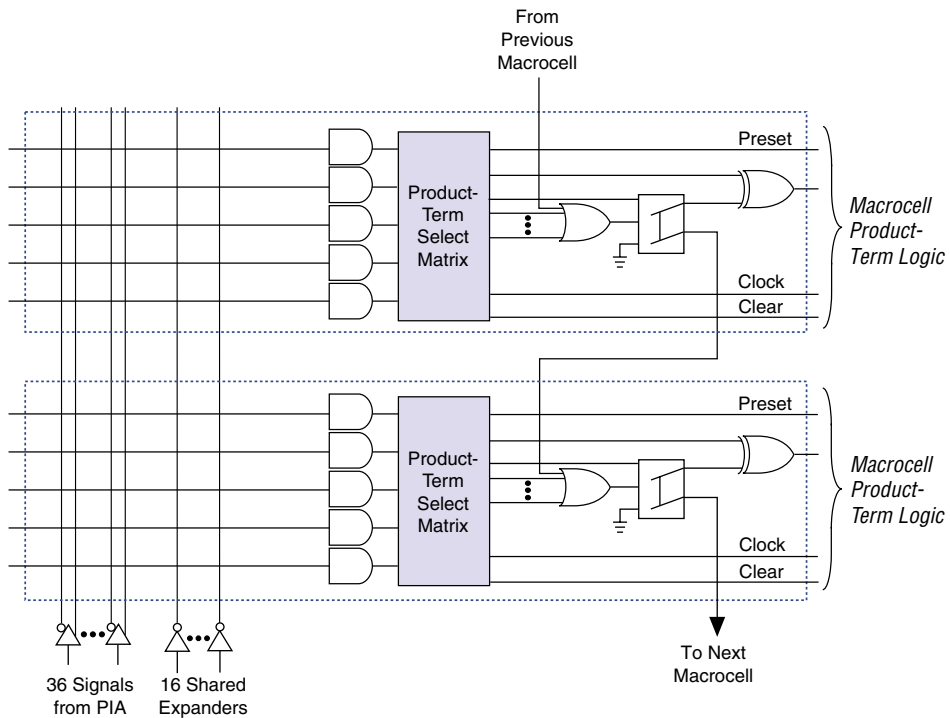 From
Previous
Macrocell
Preset
Product-
Term
Select
Matrix
Macrocell
Product-
Term Logic
Clock
Clear
Preset
Product-
Term
Select
Matrix
Macrocell
Product-
Term Logic
Clock
Clear
To Next
Macrocell
36 Signals
from PIA
16 Shared
Expanders